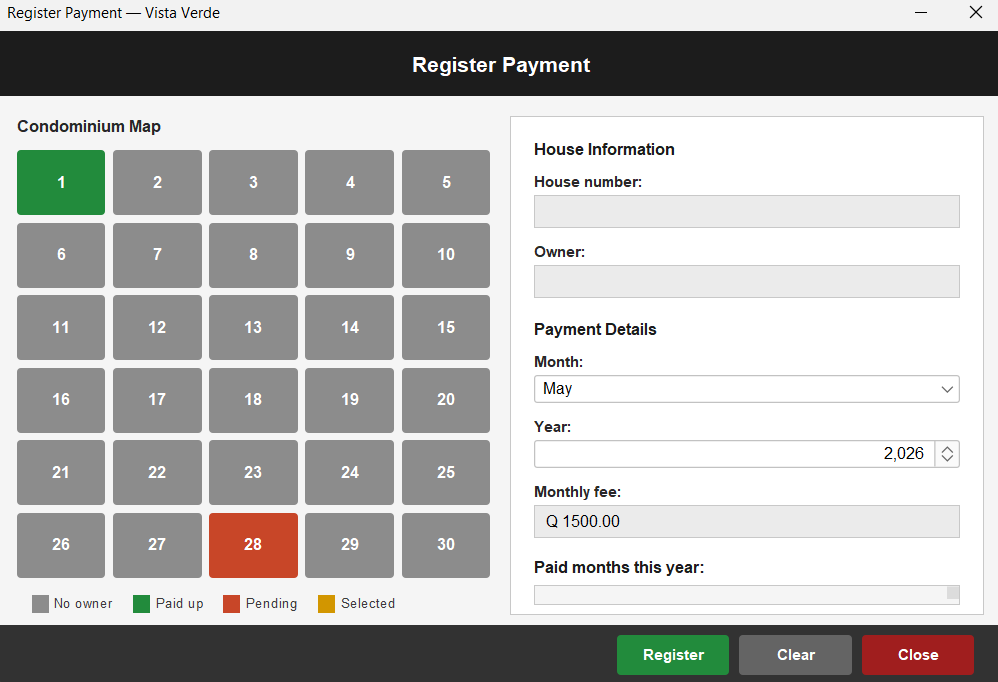 Register Payment — Vista Verde
Register Payment
Condominium Map
1 2 3 4 5
6 7 8 9 10
11 12 13 14 15
16 17 18 19 20
21 22 23 24 25
26 27 28 29 30
No owner Paid up Pending Selected
House Information
House number:
Owner:
Payment Details
Month:
May
Year:
2,026
Monthly fee:
Q 1500.00
Paid months this year:
Register Clear Close